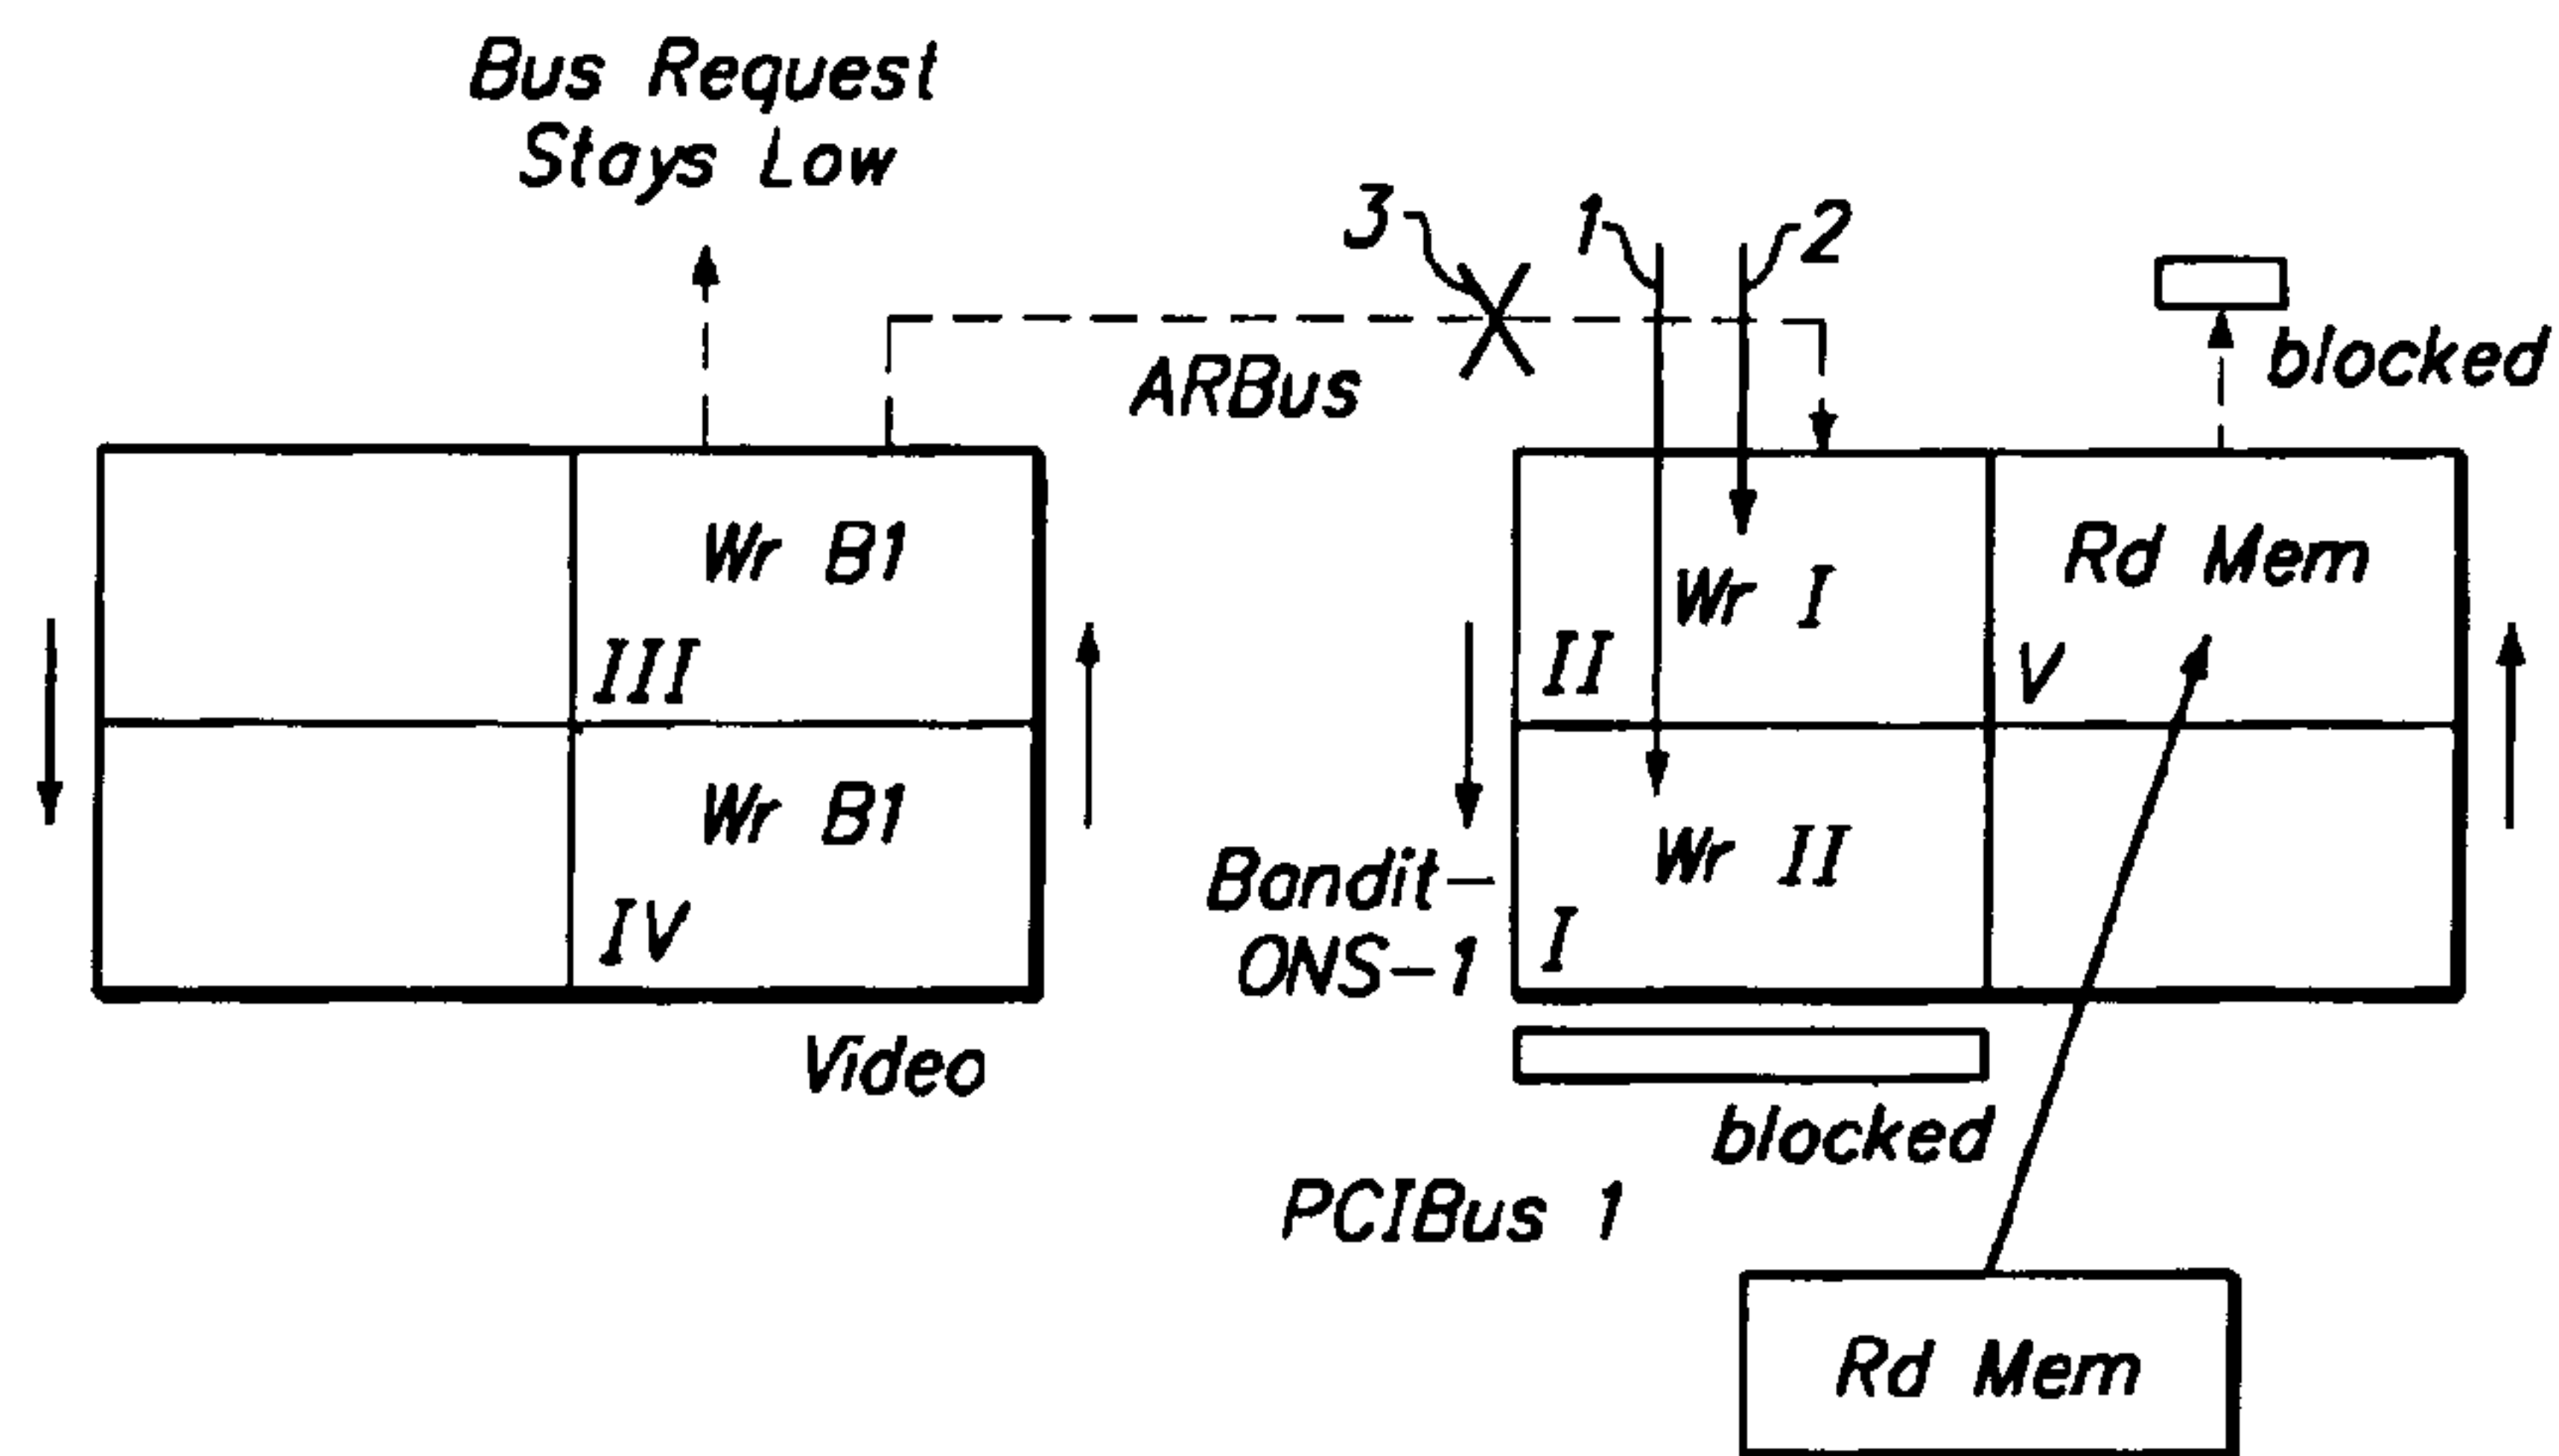 Bus Request
Stays Low
3
1
2
ARBus
blocked
Wr B1
III
Wr B1
IV
Video
Wr I
II
Rd Mem
V
Wr II
I
Bandit-
ONS-1
blocked
PCIBus 1
Rd Mem